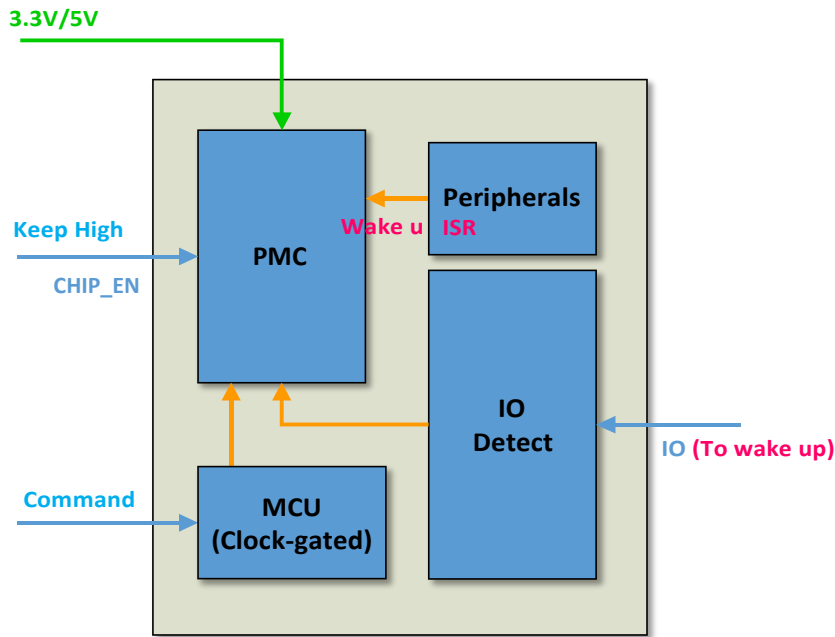 3.3V/5V
Peripherals
Keep High
Wake u ISR
PMC
CHIP_EN
IO
Detect
IO (To wake up)
Command
MCU
(Clock-gated)